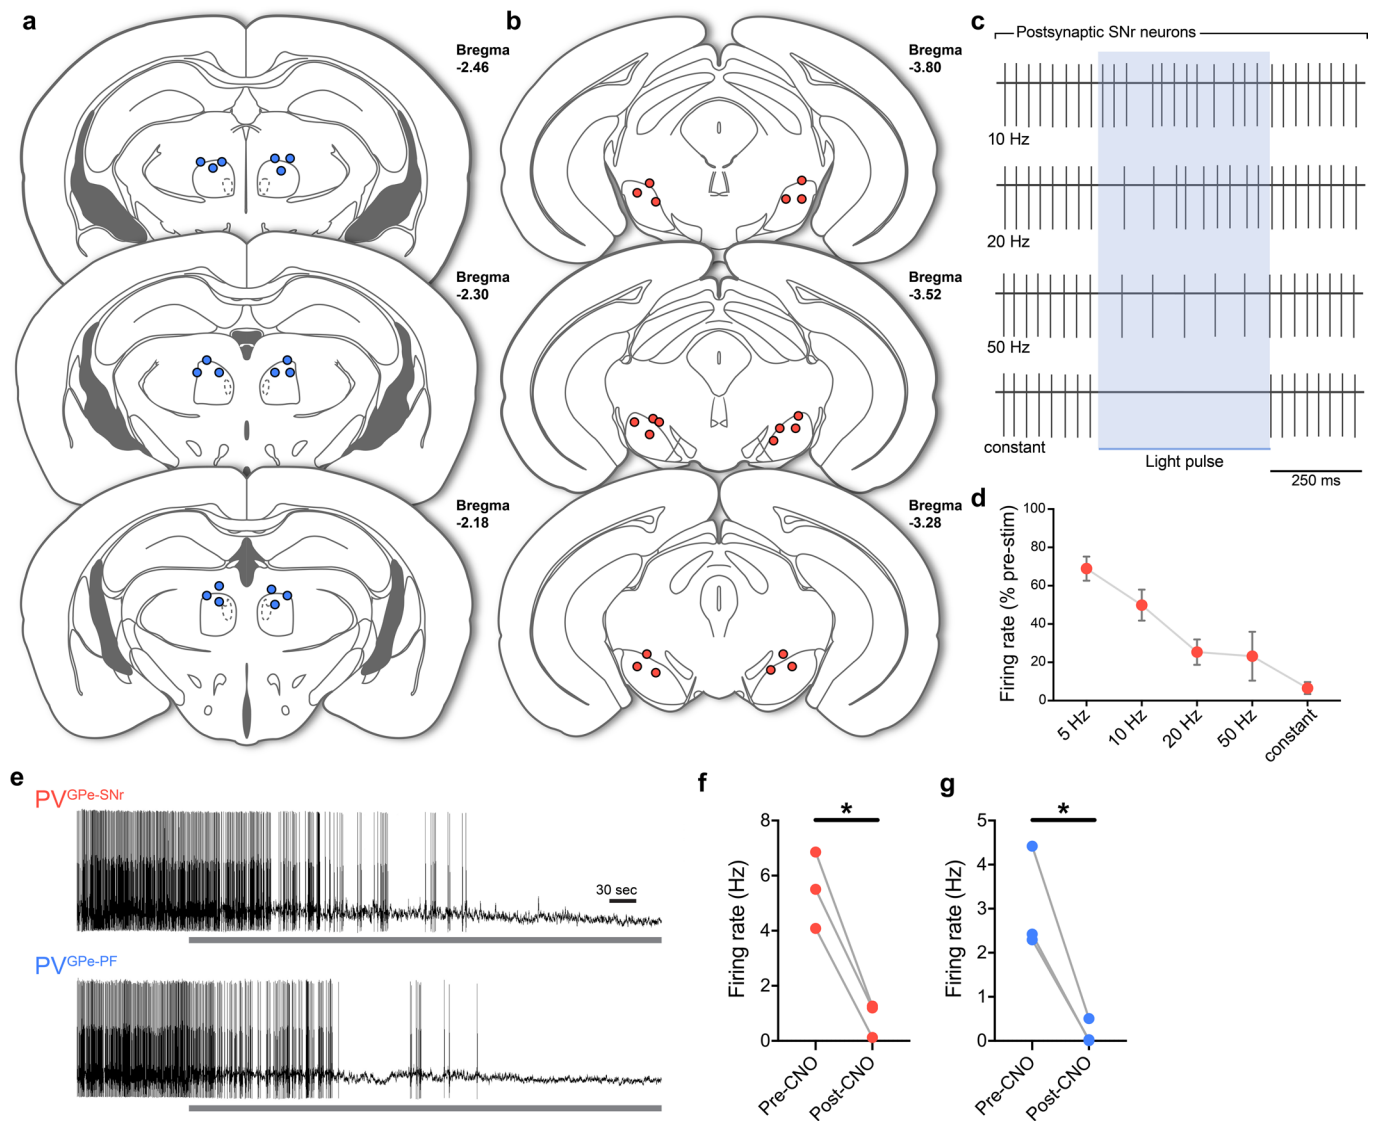 a
Bregma
-2.46
Bregma
-2.30
Bregma
-2.18
b
Bregma
-3.80
Bregma
-3.52
Bregma
-3.28
c
Postsynaptic SNr neurons
10 Hz
20 Hz
50 Hz
constant
Light pulse
250 ms
d
Firing rate (% pre-stim)
100
80
60
40
20
0
5 Hz
10 Hz
20 Hz
50 Hz
constant
e
PVGPe-SNr
30 sec
PVGPe-PF
f
*
Firing rate (Hz)
8
6
4
2
0
Pre-CNO
Post-CNO
g
*
Firing rate (Hz)
5
4
3
2
1
0
Pre-CNO
Post-CNO